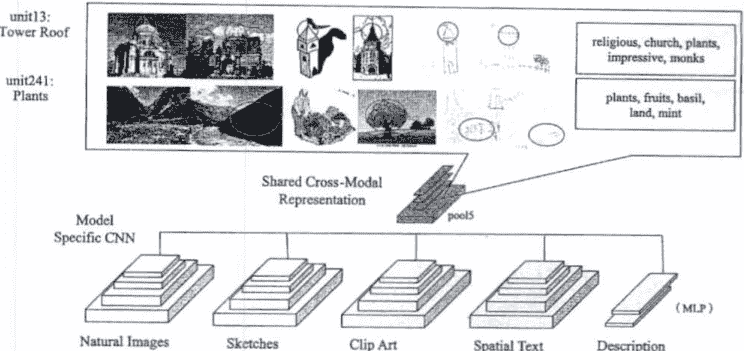 unit13:
Tower Roof
religious, church, plants,
impressive, monks
unit241:
Plants
plants, fruits, basil,
land, mint
Shared Cross-Modal
Representation
pool5
Model
Specific CNN
(MLP)
Natural Images
Sketches
Clip Art
Spatial Text
Description